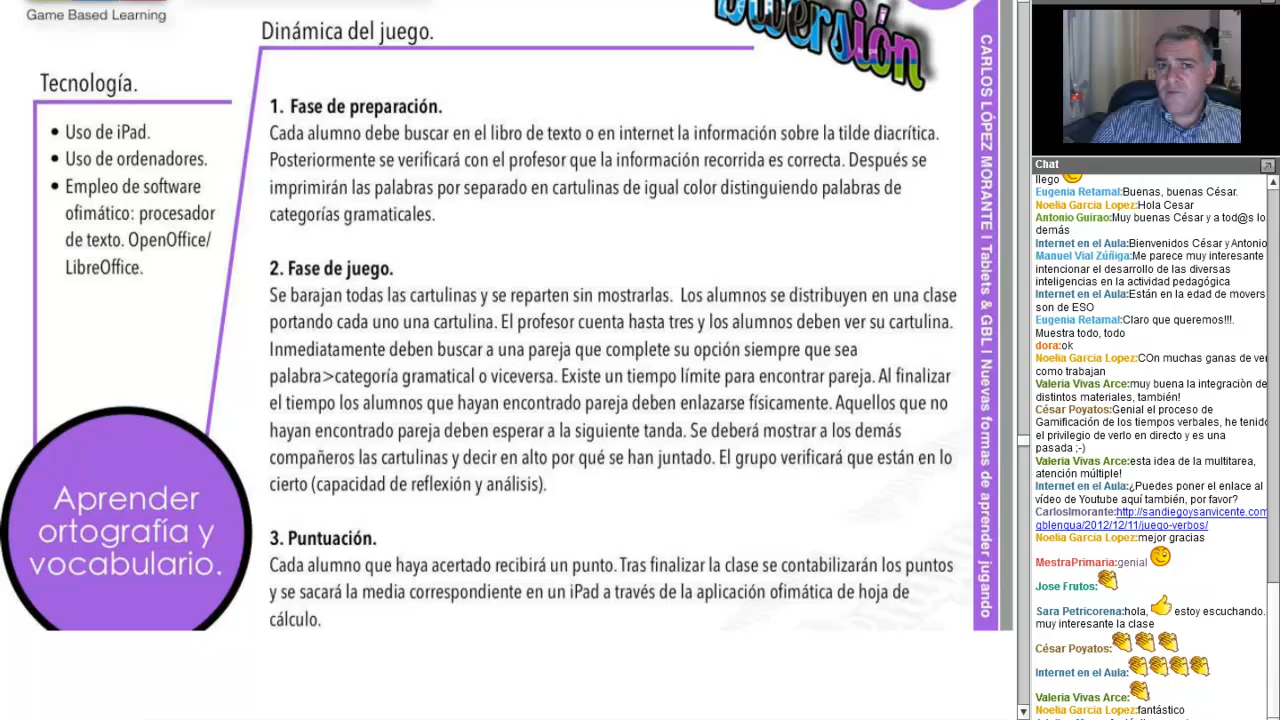 Game Based Learning
Dinámica del juego.
Diversión
Tecnología.
• Uso de iPad.
• Uso de ordenadores.
• Empleo de software
ofimático: procesador
de texto. OpenOffice/
LibreOffice.
1. Fase de preparación.
Cada alumno debe buscar en el libro de texto o en internet la información sobre la tilde diacrítica.
Posteriormente se verificará con el profesor que la información recorrida es correcta. Después se
imprimirán las palabras por separado en cartulinas de igual color distinguiendo palabras de
categorías gramaticales.
2. Fase de juego.
Se barajan todas las cartulinas y se reparten sin mostrarlas. Los alumnos se distribuyen en una clase
portando cada uno una cartulina. El profesor cuenta hasta tres y los alumnos deben ver su cartulina.
Inmediatamente deben buscar a una pareja que complete su opción siempre que sea
palabra>categoría gramatical o viceversa. Existe un tiempo límite para encontrar pareja. Al finalizar
el tiempo los alumnos que hayan encontrado pareja deben enlazarse físicamente. Aquellos que no
hayan encontrado pareja deben esperar a la siguiente tanda. Se deberá mostrar a los demás
compañeros las cartulinas y decir en alto por qué se han juntado. El grupo verificará que están en lo
cierto (capacidad de reflexión y análisis).
3. Puntuación.
Cada alumno que haya acertado recibirá un punto. Tras finalizar la clase se contabilizarán los puntos
y se sacará la media correspondiente en un iPad a través de la aplicación ofimática de hoja de
cálculo.
Aprender
ortografía y
vocabulario.
CARLOS LÓPEZ MORANTE | Tablets & GBL | Nuevas formas de aprender jugando
Chat
llego
Eugenia Retamal:Buenas, buenas César.
Noelia Garcia Lopez:Hola Cesar
Antonio Guirao:Muy buenas César y a tod@s lo
demás
Internet en el Aula:Bienvenidos César y Antonio
Manuel Vial Zúñiga:Me parece muy interesante
intencionar el desarrollo de las diversas
inteligencias en la actividad pedagógica
Internet en el Aula:Están en la edad de movers
son de ESO
Eugenia Retamal:Claro que queremos!!!.
Muestra todo, todo
dora:ok
Noelia Garcia Lopez:COn muchas ganas de ver
como trabajan
Valeria Vivas Arce:muy buena la integraciòn de
distintos materiales, también!
César Poyatos:Genial el proceso de
Gamificación de los tiempos verbales, he tenido
el privilegio de verlo en directo y es una
pasada ;-)
Valeria Vivas Arce:esta idea de la multitarea,
atención múltiple!
Internet en el Aula:¿Puedes poner el enlace al
vídeo de Youtube aquí también, por favor?
Carloslmorante:http://sandiegoysanvicente.com
gblengua/2012/12/11/juego-verbos/
Noelia Garcia Lopez:mejor gracias
MestraPrimaria:genial
Jose Frutos:
Sara Petricorena:hola, estoy escuchando.
muy interesante la clase
César Poyatos:
Internet en el Aula:
Valeria Vivas Arce:
Noelia Garcia Lopez:fantástico